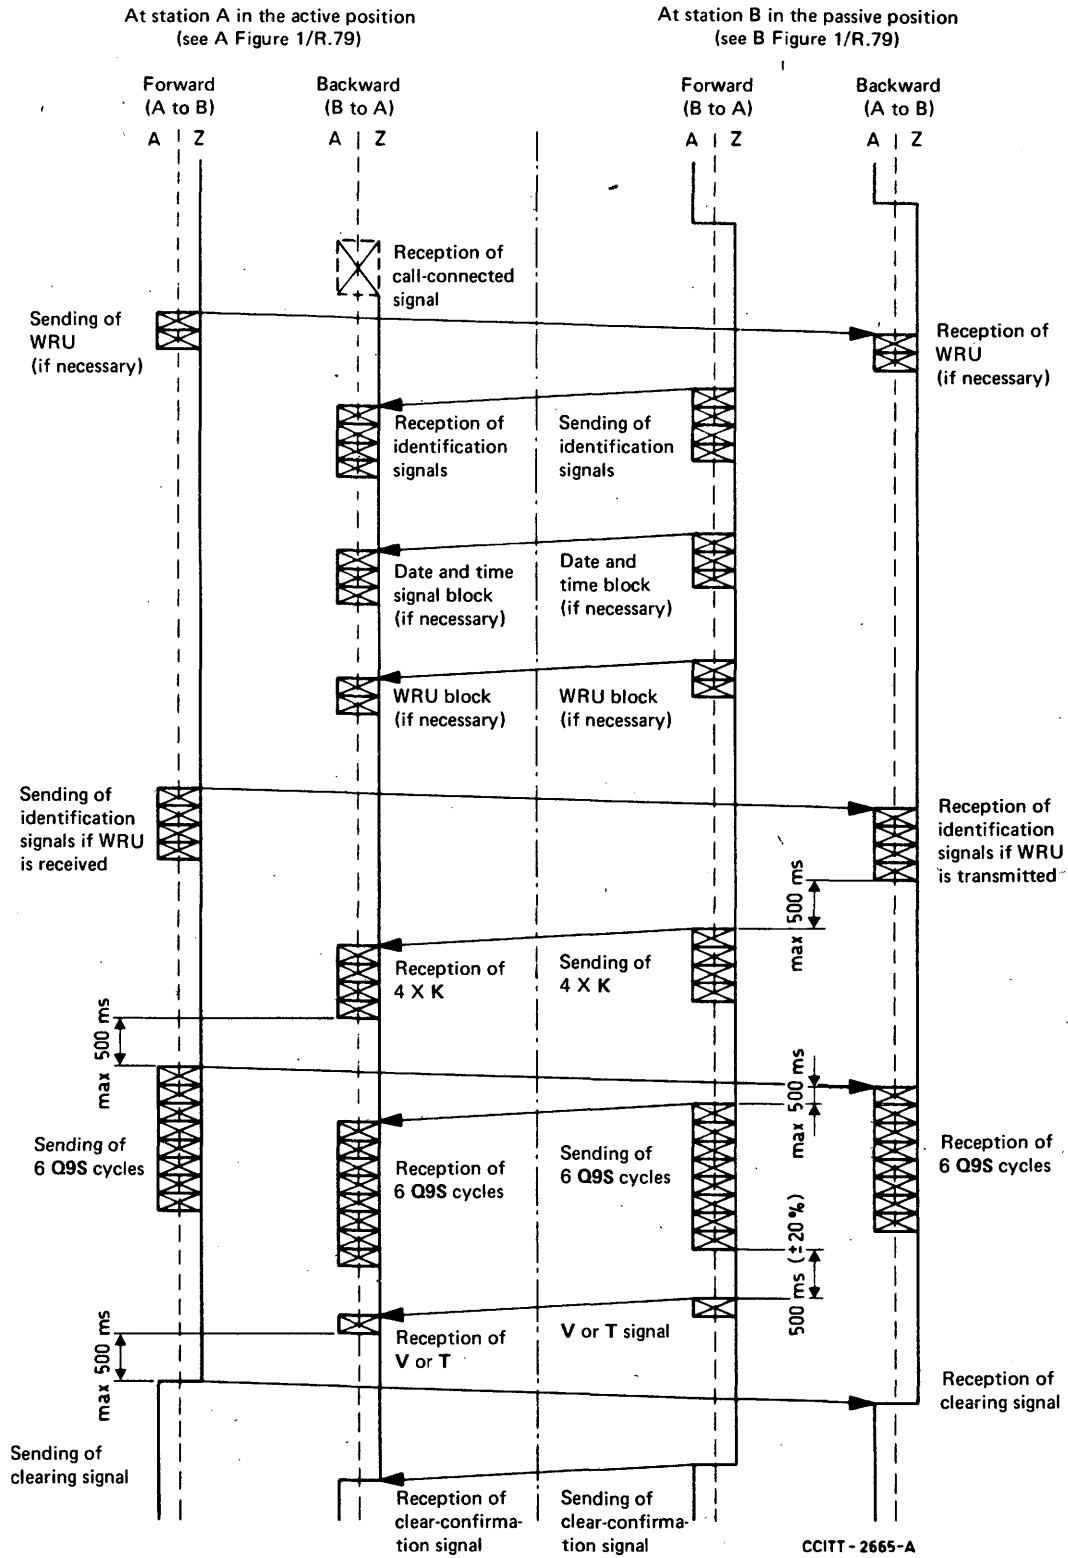 At station A in the active position
(see A Figure 1/R.79)
At station B in the passive position
(see B Figure 1/R.79)
Forward
(A to B)
Backward
(B to A)
Forward
(B to A)
Backward
(A to B)
A Z
A Z
A Z
A Z
Reception of
call-connected
signal
Sending of
WRU
(if necessary)
Reception of
WRU
(if necessary)
Reception of
identification
signals
Sending of
identification
signals
Date and time
signal block
(if necessary)
Date and
time block
(if necessary)
WRU block
(if necessary)
WRU block
(if necessary)
Sending of
identification
signals if WRU
is received
Reception of
identification
signals if WRU
is transmitted
max 500 ms
Reception of
4 X K
Sending of
4 X K
max 500 ms
max 500 ms
Sending of
6 Q9S cycles
Reception of
6 Q9S cycles
Sending of
6 Q9S cycles
Reception of
6 Q9S cycles
500 ms (±20%)
Reception of
V or T
V or T signal
max 500 ms
Reception of
clearing signal
Sending of
clearing signal
Reception of
clear-confirma-
tion signal
Sending of
clear-confirma-
tion signal
CCITT - 2665-A